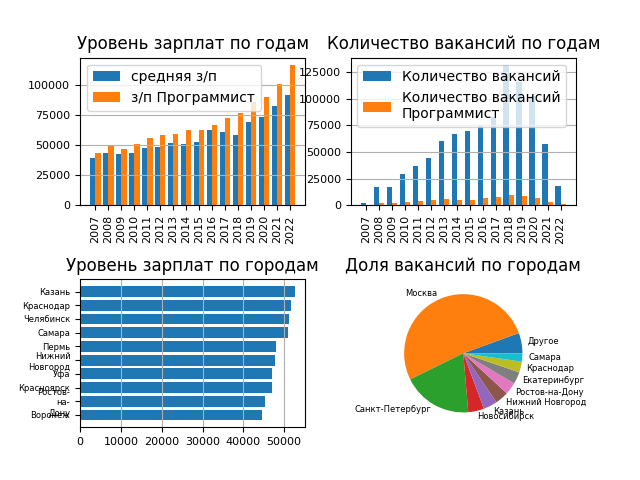 Уровень зарплат по годам
Количество вакансий по годам
средняя з/п
з/п Программист
100000
75000
50000
25000
0
2007
2008
2009
2010
2011
2012
2013
2014
2015
2016
2017
2018
2019
2020
2021
2022
Количество вакансий
Количество вакансий
Программист
125000
100000
75000
50000
25000
0
2007
2008
2009
2010
2011
2012
2013
2014
2015
2016
2017
2018
2019
2020
2021
2022
Уровень зарплат по городам
Доля вакансий по городам
Казань
Краснодар
Челябинск
Самара
Пермь
Нижний
Новгород
Уфа
Красноярск
Ростов-
на-
Дону
Воронеж
0
10000
20000
30000
40000
50000
Москва
Другое
Самара
Краснодар
Екатеринбург
Ростов-на-Дону
Нижний Новгород
Казань
Новосибирск
Санкт-Петербург